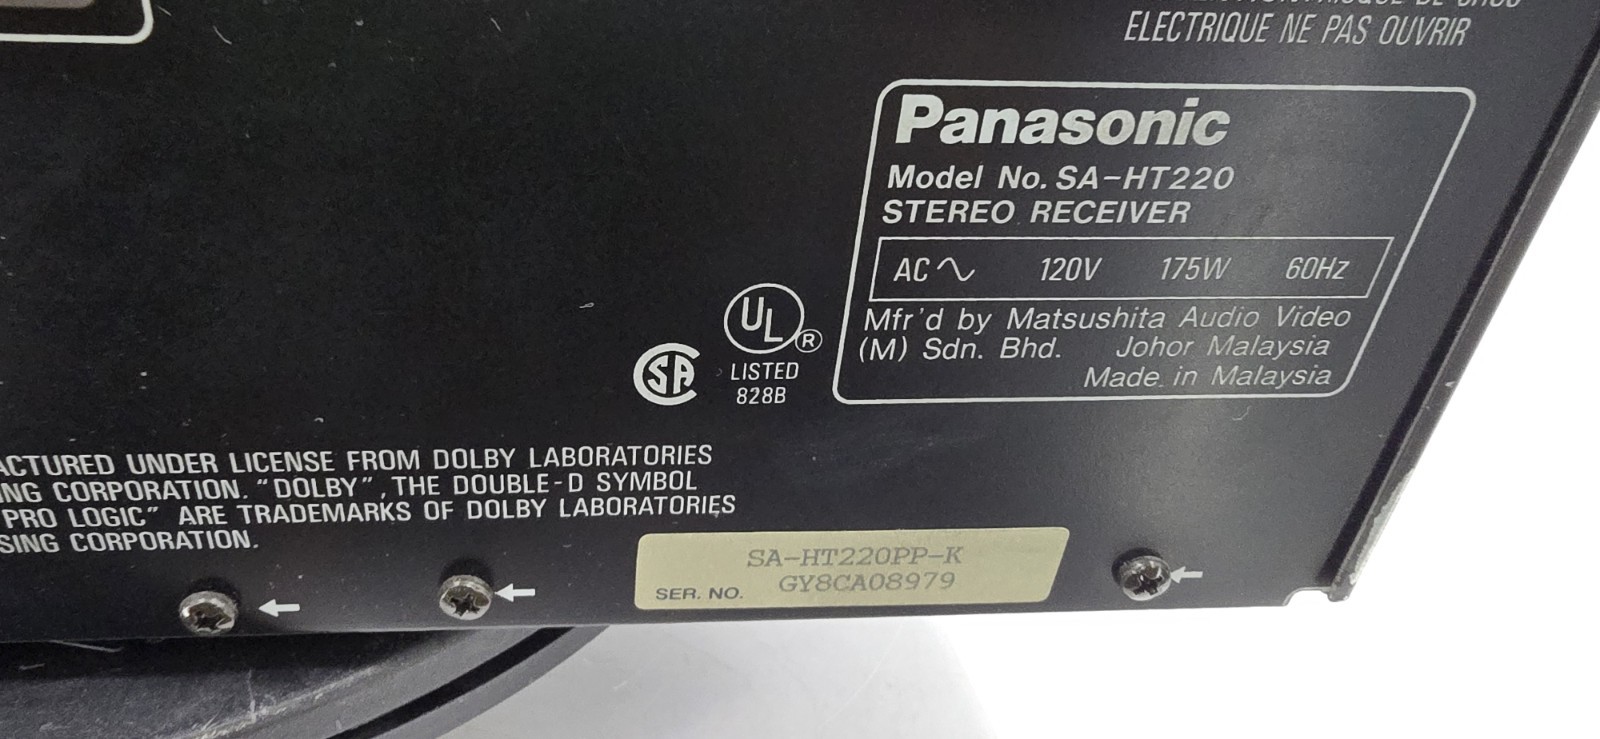 ELECTRIQUE NE PAS OUVRIR
Panasonic
Model No. SA-HT220
STEREO RECEIVER
AC 120V 175W 60Hz
Mfr'd by Matsushita Audio Video
(M) Sdn. Bhd. Johor Malaysia
Made in Malaysia
UL ®
LISTED
828B
SA
ACTURED UNDER LICENSE FROM DOLBY LABORATORIES
ING CORPORATION. "DOLBY", THE DOUBLE-D SYMBOL
PRO LOGIC" ARE TRADEMARKS OF DOLBY LABORATORIES
SING CORPORATION.
SA-HT220PP-K
SER. NO. GY8CA08979